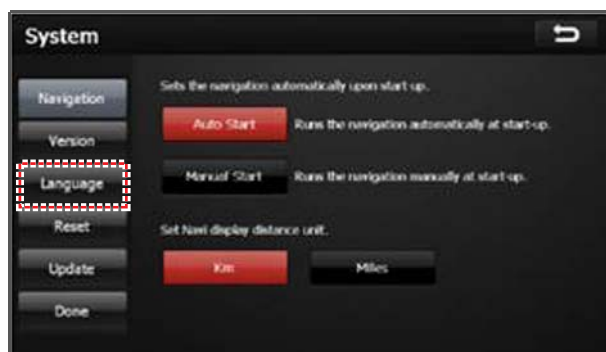 System
Navigation
Version
Language
Reset
Update
Done
Sets the navigation automatically upon start up.
Auto Start
Runs the navigation automatically at start-up.
Manual Start
Runs the navigation manually at start-up.
Set Navi display distance unit.
Km
Miles